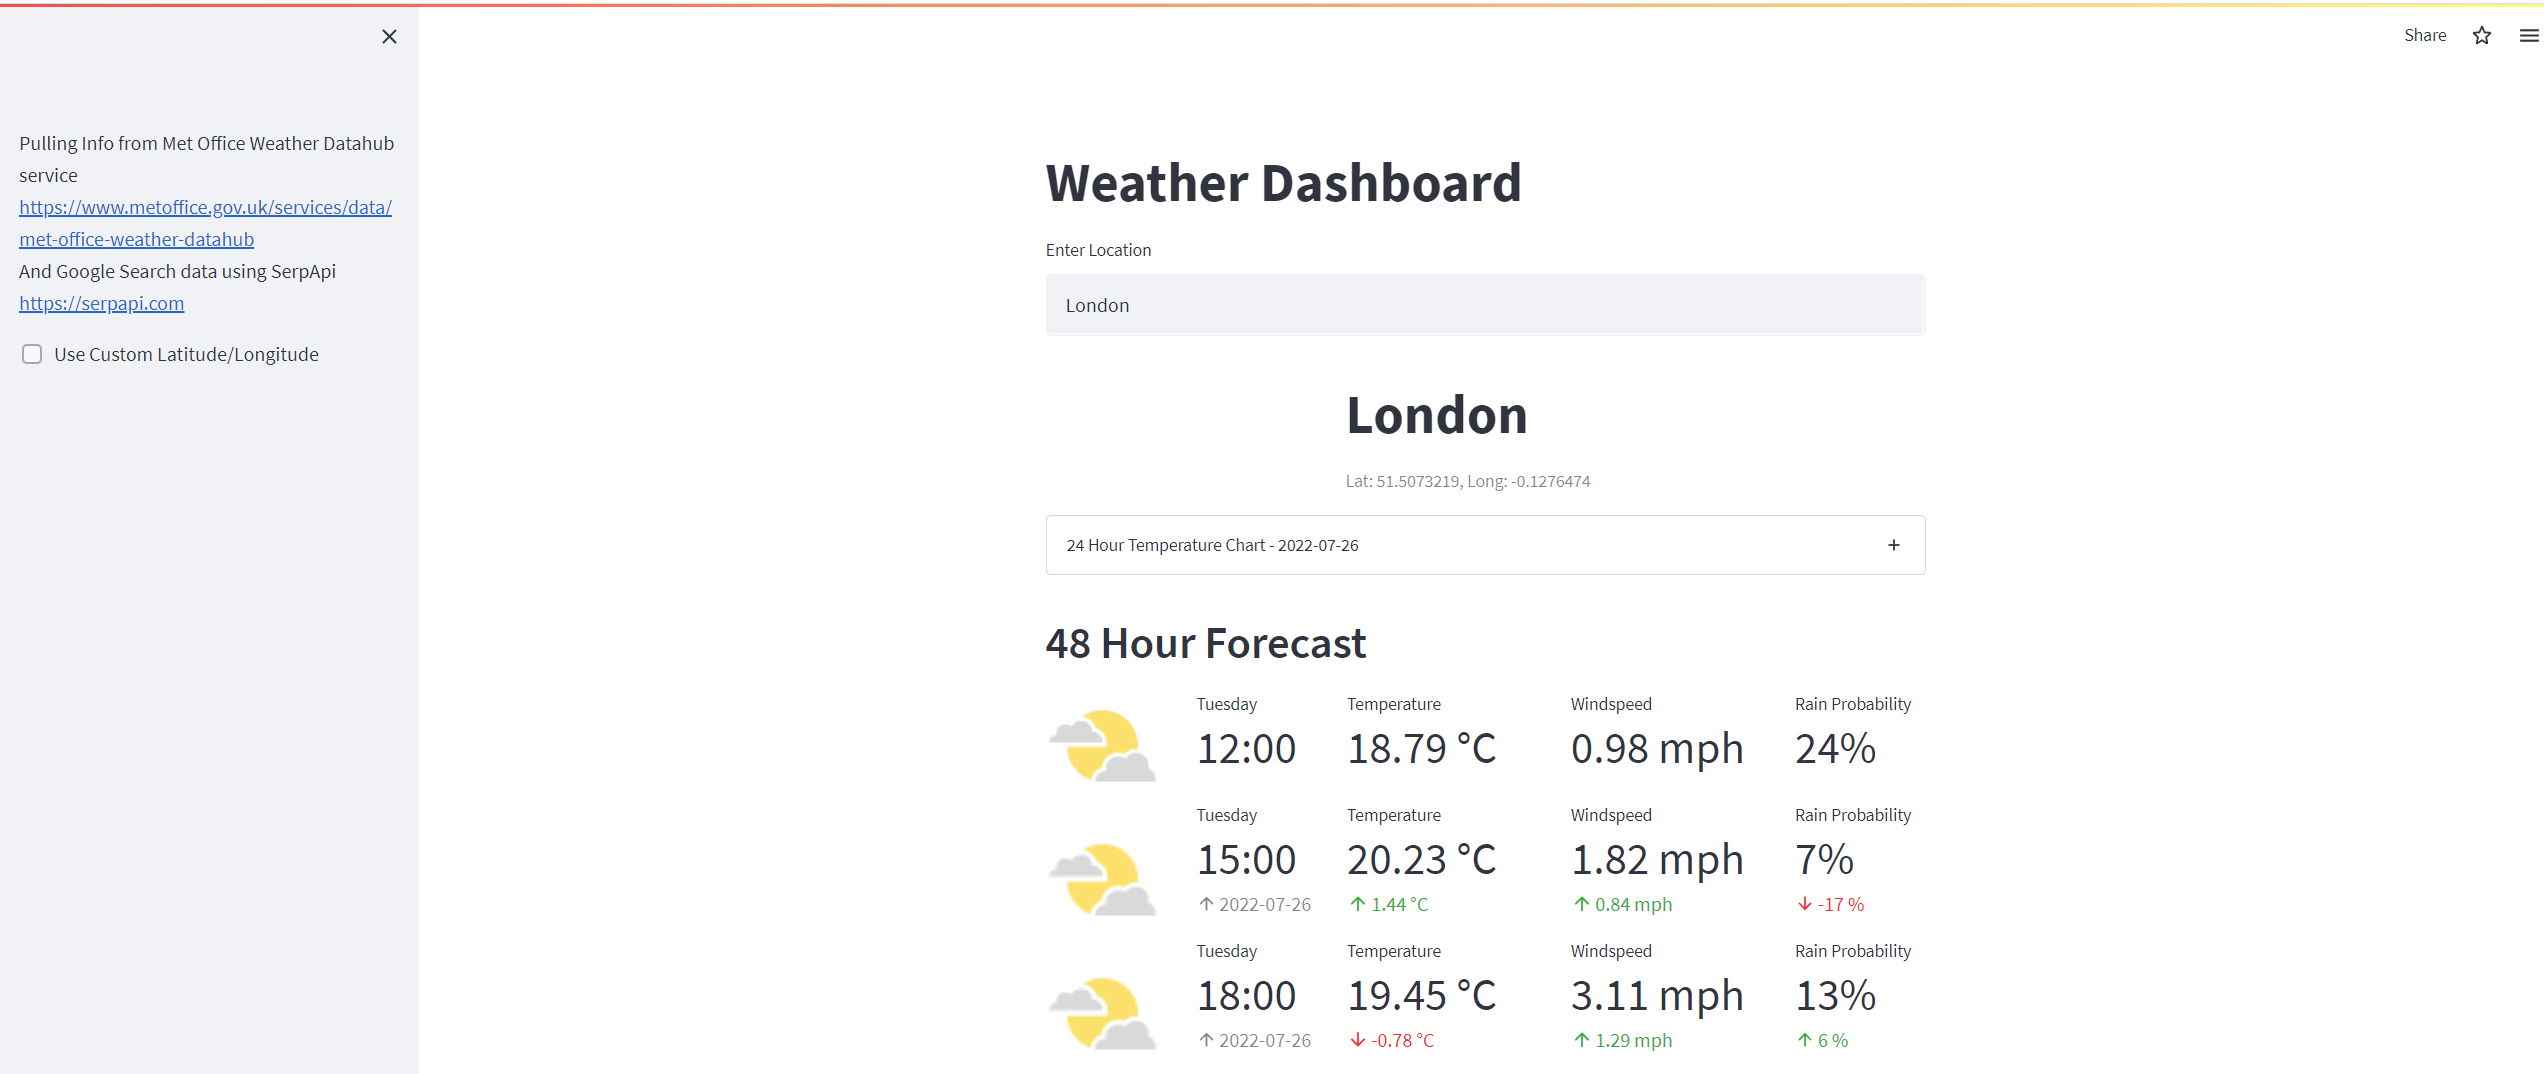 Share
Pulling Info from Met Office Weather Datahub
service
https://www.metoffice.gov.uk/services/data/
met-office-weather-datahub
And Google Search data using SerpApi
https://serpapi.com
Use Custom Latitude/Longitude
Weather Dashboard
Enter Location
London
London
Lat: 51.5073219, Long: -0.1276474
24 Hour Temperature Chart - 2022-07-26
48 Hour Forecast
Tuesday Temperature Windspeed Rain Probability
12:00 18.79 °C 0.98 mph 24%
Tuesday Temperature Windspeed Rain Probability
15:00 20.23 °C 1.82 mph 7%
↑ 2022-07-26 ↑ 1.44 °C ↑ 0.84 mph ↓ -17 %
Tuesday Temperature Windspeed Rain Probability
18:00 19.45 °C 3.11 mph 13%
↑ 2022-07-26 ↓ -0.78 °C ↑ 1.29 mph ↑ 6 %